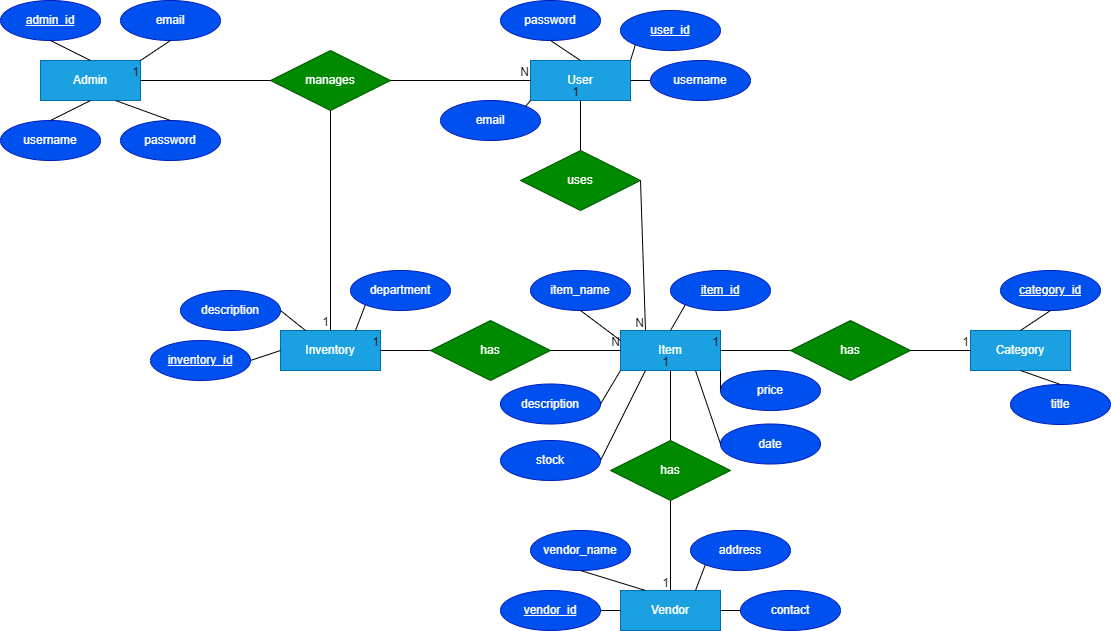 admin_id
email
password
user_id
1
Admin
manages
N
User
username
1
username
password
email
uses
description
department
item_name
item_id
category_id
1
N
Inventory
1
has
N
Item
1
has
1
Category
inventory_id
1
description
price
title
stock
date
has
vendor_name
address
1
vendor_id
Vendor
contact